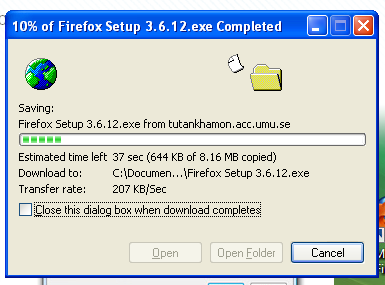 10% of Firefox Setup 3.6.12.exe Completed
Saving:
Firefox Setup 3.6.12.exe from tutankhamon.acc.umu.se
Estimated time left 37 sec (644 KB of 8.16 MB copied)
Download to: C:\Documen...\Firefox Setup 3.6.12.exe
Transfer rate: 207 KB/Sec
Close this dialog box when download completes
Open
Open Folder
Cancel